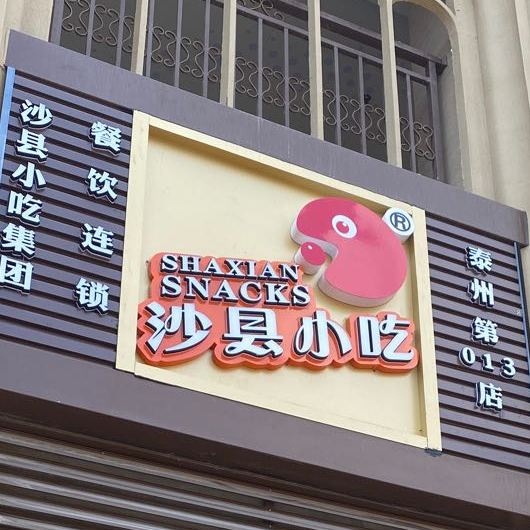 沙县小吃集团
餐饮连锁
®
SHAXIAN
SNACKS
沙县小吃
泰州第013店